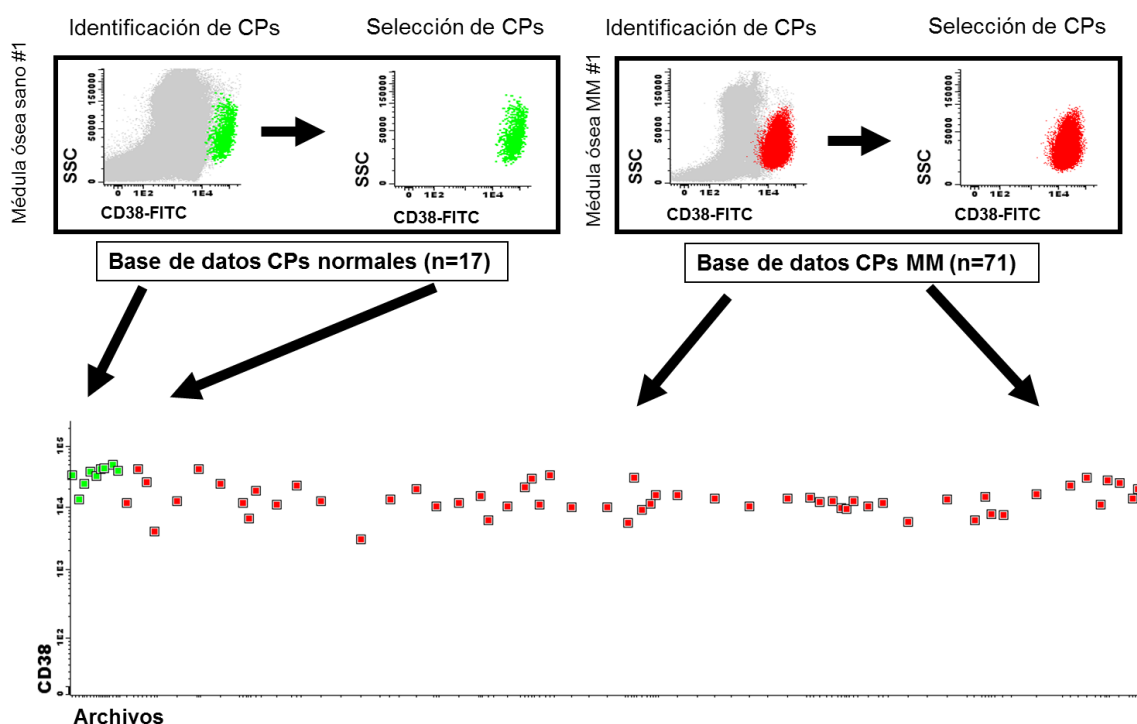 Identificación de CPs
Selección de CPs
Identificación de CPs
Selección de CPs
Médula ósea sano #1
150000
50000
0
SSC
0 1E2 1E4
CD38-FITC
150000
50000
0
SSC
0 1E2 1E4
CD38-FITC
Médula ósea MM #1
150000
50000
0
SSC
0 1E2 1E4
CD38-FITC
150000
50000
0
SSC
0 1E2 1E4
CD38-FITC
Base de datos CPs normales (n=17)
Base de datos CPs MM (n=71)
1E5
1E4
1E3
1E2
0
CD38
Archivos